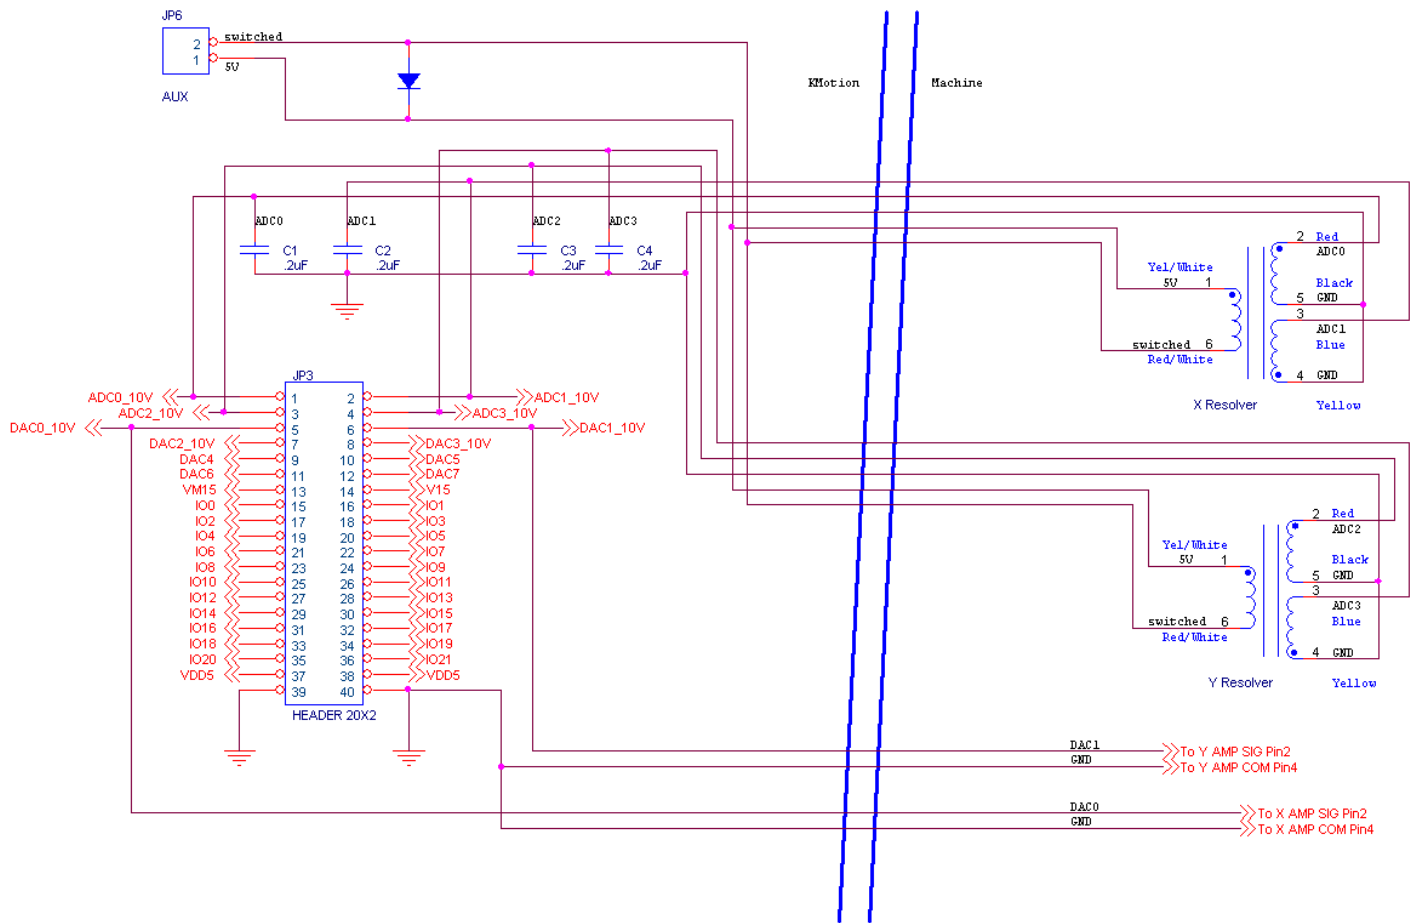 JP6
2 switched
1 5V
AUX
KMotion Machine
ADC0 ADC1 ADC2 ADC3
C1 C2 C3 C4
.2uF .2uF .2uF .2uF
2 Red
ADC0
Yel/White
5V 1
Black
5 GND
3
ADC1
switched 6
Blue
Red/White
4 GND
X Resolver
Yellow
JP3
ADC0_10V 1 2 ADC1_10V
ADC2_10V 3 4 ADC3_10V
DAC0_10V 5 6 DAC1_10V
DAC2_10V 7 8 DAC3_10V
DAC4 9 10 DAC5
DAC6 11 12 DAC7
VM15 13 14 V15
IO0 15 16 IO1
IO2 17 18 IO3
IO4 19 20 IO5
IO6 21 22 IO7
IO8 23 24 IO9
IO10 25 26 IO11
IO12 27 28 IO13
IO14 29 30 IO15
IO16 31 32 IO17
IO18 33 34 IO19
IO20 35 36 IO21
VDD5 37 38 VDD5
39 40
HEADER 20X2
2 Red
ADC2
Yel/White
5V 1
Black
5 GND
3
ADC3
switched 6
Blue
Red/White
4 GND
Y Resolver
Yellow
DAC1 To Y AMP SIG Pin2
GND To Y AMP COM Pin4
DAC0 To X AMP SIG Pin2
GND To X AMP COM Pin4